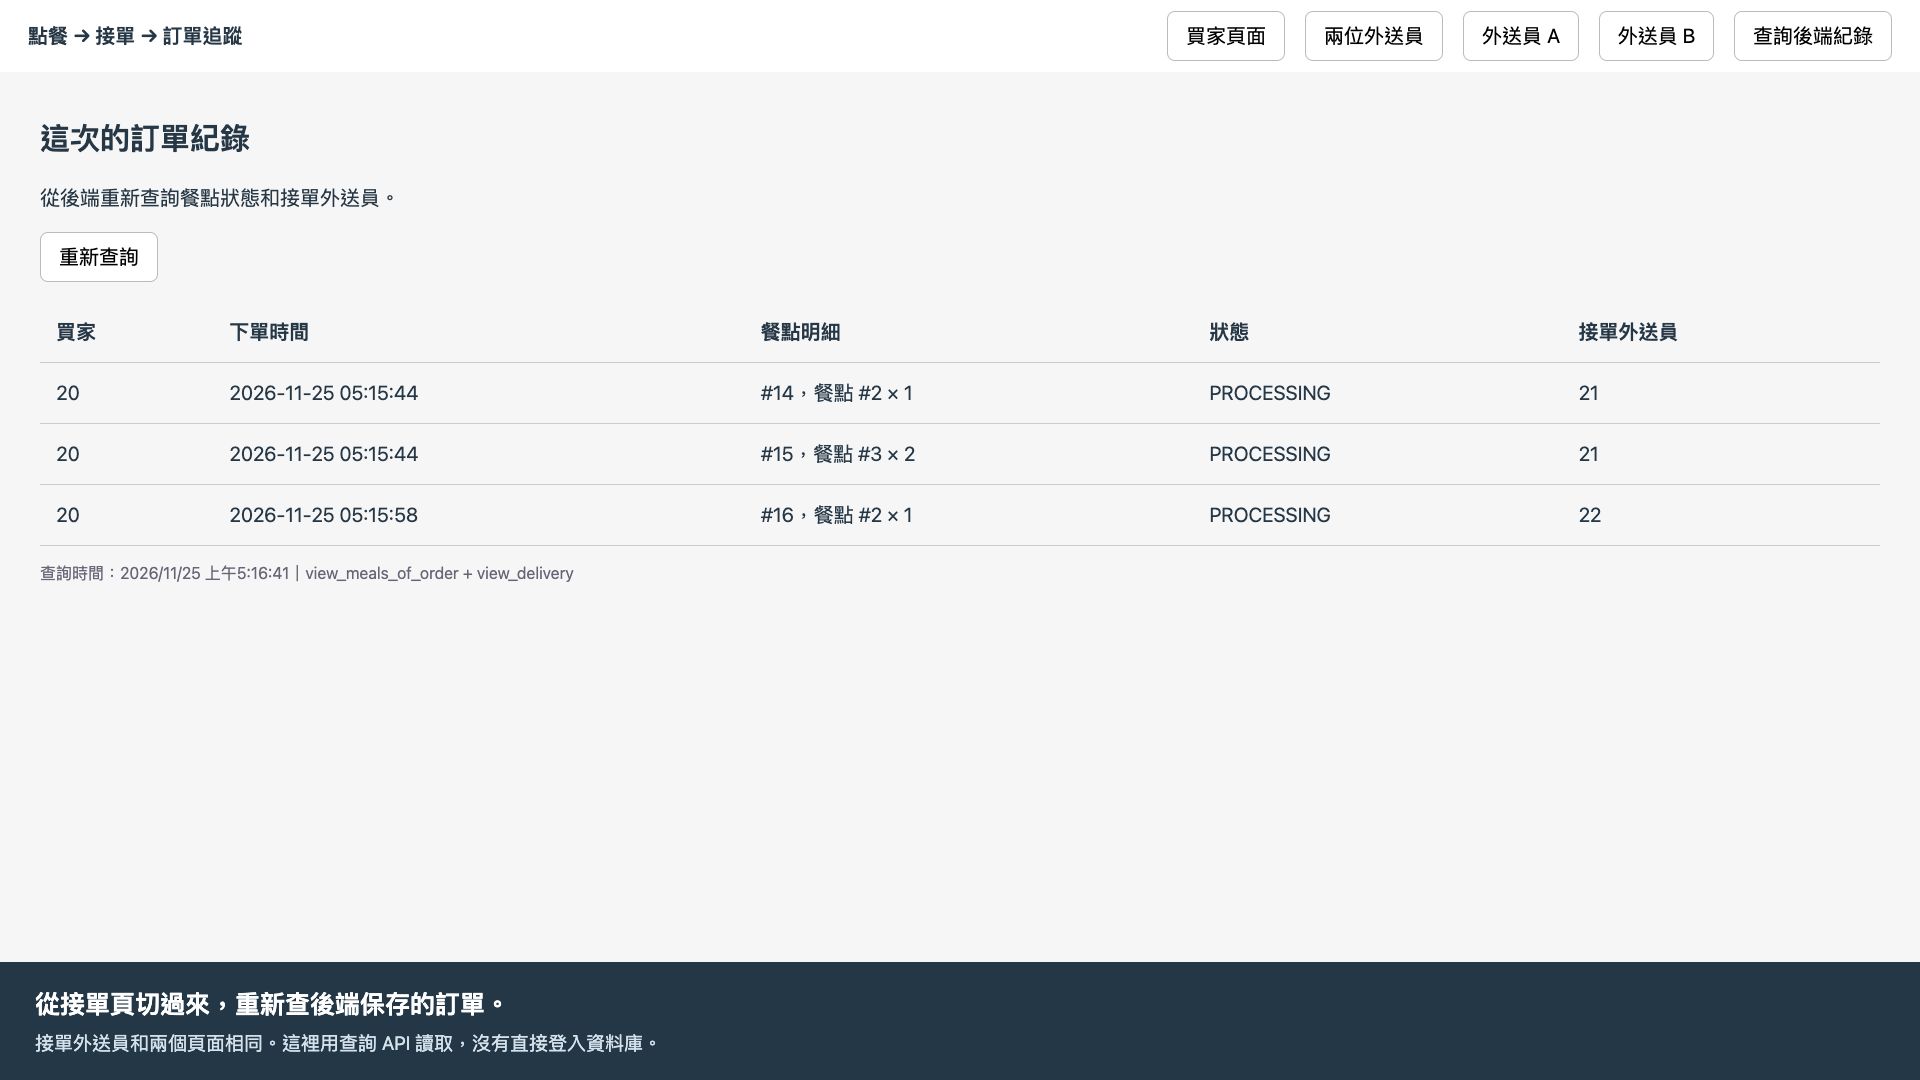 點餐 → 接單 → 訂單追蹤
買家頁面 兩位外送員 外送員 A 外送員 B 查詢後端紀錄
這次的訂單紀錄
從後端重新查詢餐點狀態和接單外送員。
重新查詢
買家 下單時間 餐點明細 狀態 接單外送員
20 2026-11-25 05:15:44 #14，餐點 #2 × 1 PROCESSING 21
20 2026-11-25 05:15:44 #15，餐點 #3 × 2 PROCESSING 21
20 2026-11-25 05:15:58 #16，餐點 #2 × 1 PROCESSING 22
查詢時間：2026/11/25 上午5:16:41｜view_meals_of_order + view_delivery
從接單頁切過來，重新查後端保存的訂單。
接單外送員和兩個頁面相同。這裡用查詢 API 讀取，沒有直接登入資料庫。